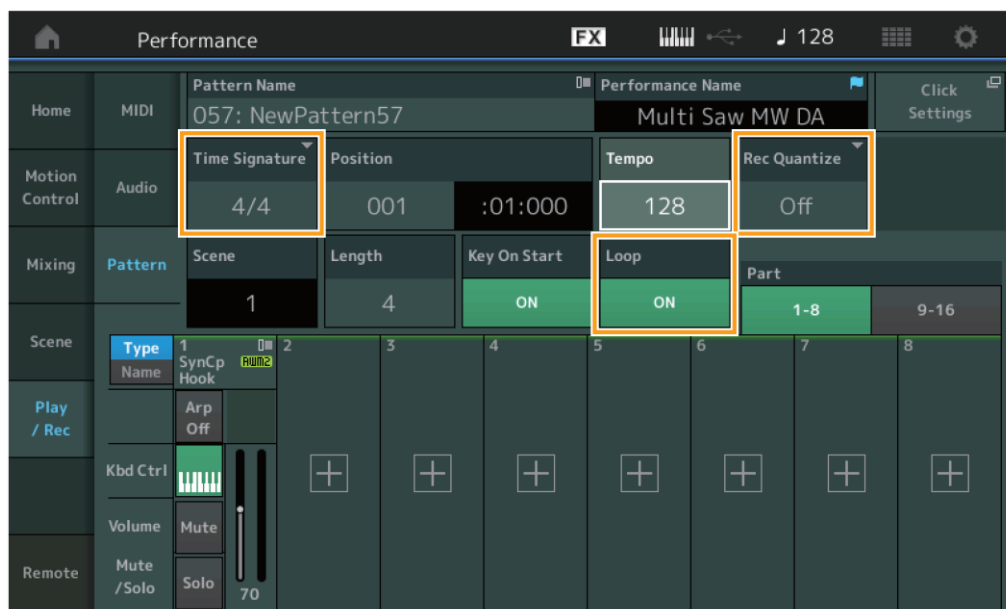 Performance
FX
♩ 128
Home
Motion
Control
Mixing
Scene
Play
/ Rec
Remote
MIDI
Audio
Pattern
Pattern Name
057: NewPattern57
Performance Name
Multi Saw MW DA
Click
Settings
Time Signature
4/4
Position
001
:01:000
Tempo
128
Rec Quantize
Off
Scene
1
Length
4
Key On Start
ON
Loop
ON
Part
1-8
9-16
Type
Name
1
SynCp
AWM2
Hook
2
3
4
5
6
7
8
Arp
Off
Kbd Ctrl
Volume
Mute
Mute
/Solo
Solo
70